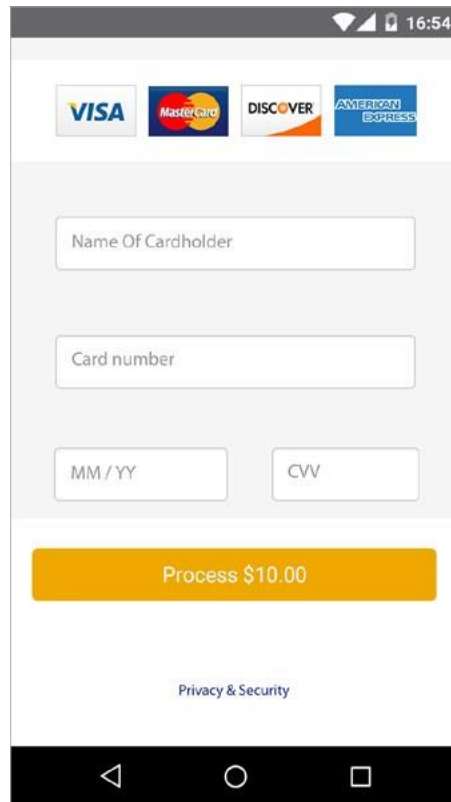 16:54
VISA MasterCard DISCOVER AMERICAN
EXPRESS
Name Of Cardholder
Card number
MM / YY CVV
Process $10.00
Privacy & Security